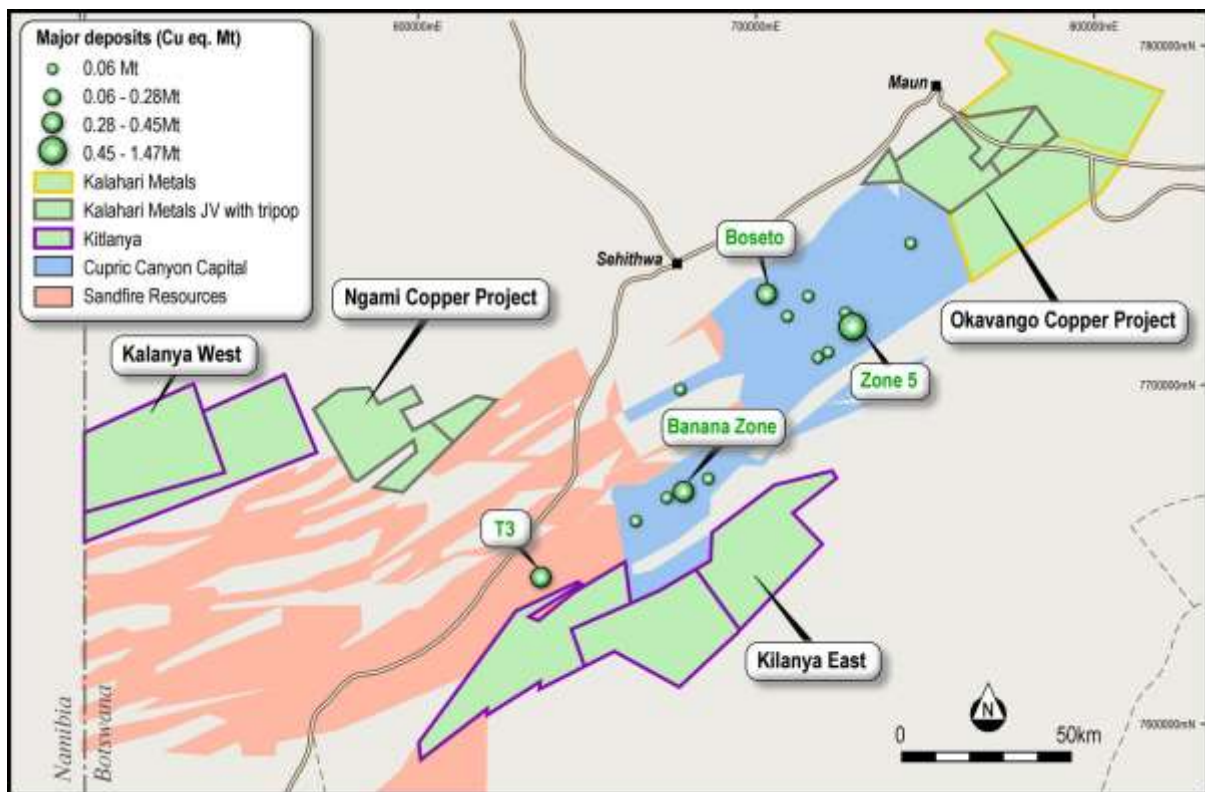 Major deposits (Cu eq. Mt)
0.06 Mt
0.06 - 0.28Mt
0.28 - 0.45Mt
0.45 - 1.47Mt
Kalahari Metals
Kalahari Metals JV with tripop
Kitlanya
Cupric Canyon Capital
Sandfire Resources
600000mE
700000mE
800000mE
7800000mN
Maun
Boseto
Sehithwa
Ngami Copper Project
Okavango Copper Project
Kalanya West
Zone 5
7700000mN
Banana Zone
T3
Kilanya East
N
7600000mN
0
50km
Namibia
Botswana